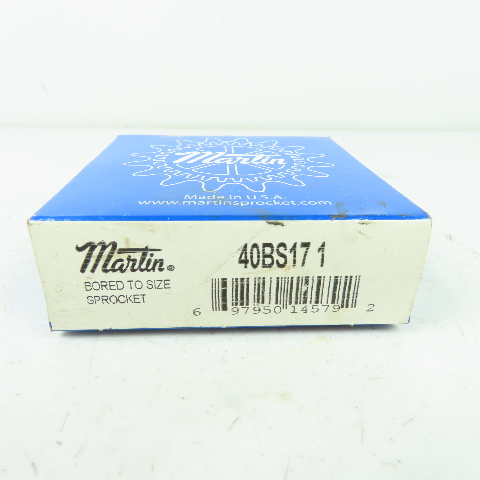 Martin
Made In U.S.A.
www.martinsprocket.com
Martin®
BORED TO SIZE
SPROCKET
40BS17 1
6 97950 14579 2